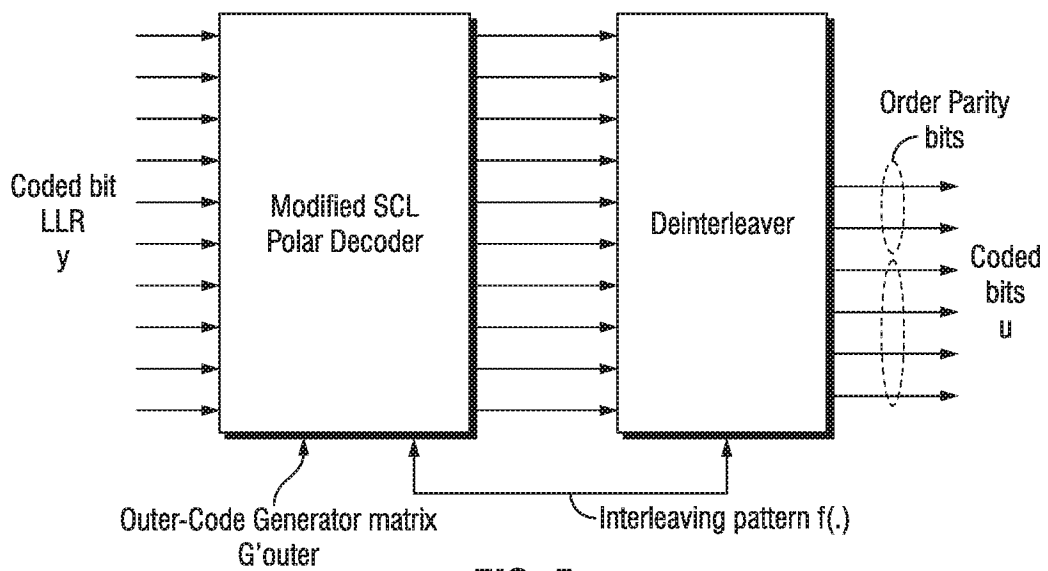 Coded bit
LLR
y
Modified SCL
Polar Decoder
Deinterleaver
Order Parity
bits
Coded
bits
u
Outer-Code Generator matrix
G'outer
Interleaving pattern f(.)